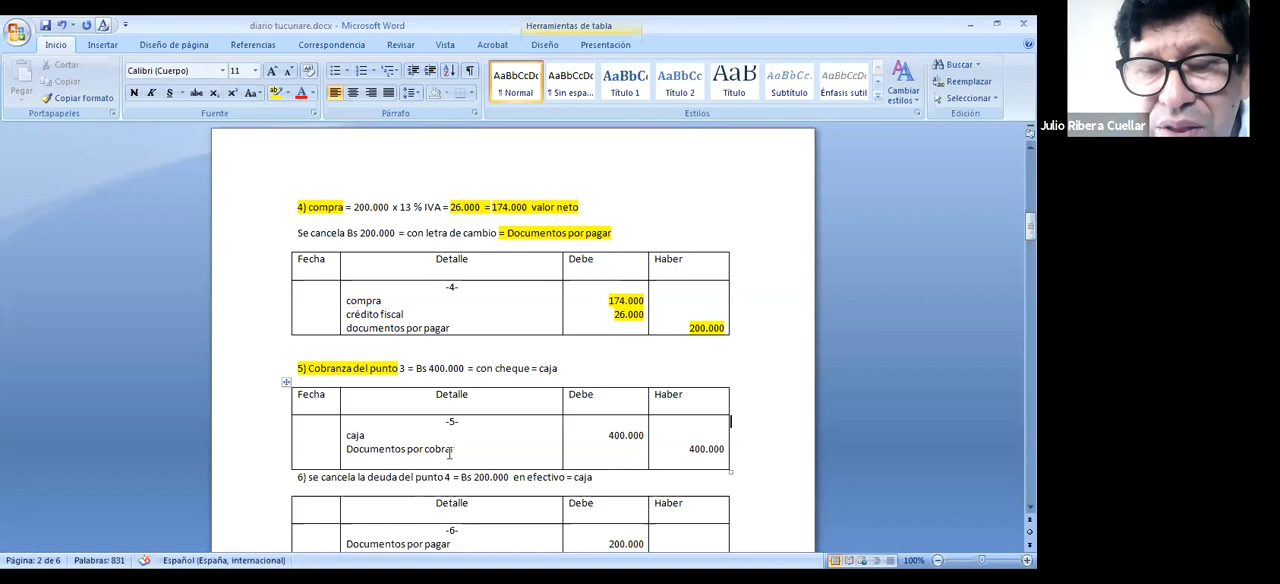 diario tucunare.docx - Microsoft Word
Herramientas de tabla
Inicio Insertar Diseño de página Referencias Correspondencia Revisar Vista Acrobat Diseño Presentación
Pegar
Cortar
Copiar
Copiar formato
Portapapeles
Calibri (Cuerpo) 11
N N S abc X₂ X² Aa
Fuente
Párrafo
AaBbCcDc AaBbCcDc AaBbCc AaBbCc AaB AaBbCc AaBbCcDc
¶ Normal ¶ Sin espa... Título 1 Título 2 Título Subtítulo Énfasis sutil
Cambiar estilos
Estilos
Buscar
Reemplazar
Seleccionar
Edición
Julio Ribera Cuellar
4) compra = 200.000 x 13 % IVA = 26.000 = 174.000 valor neto
Se cancela Bs 200.000 = con letra de cambio = Documentos por pagar
Fecha Detalle Debe Haber
-4-
compra 174.000
crédito fiscal 26.000
documentos por pagar 200.000
5) Cobranza del punto 3 = Bs 400.000 = con cheque = caja
Fecha Detalle Debe Haber
-5-
caja 400.000
Documentos por cobrar 400.000
6) se cancela la deuda del punto 4 = Bs 200.000 en efectivo = caja
Fecha Detalle Debe Haber
-6-
Documentos por pagar 200.000
Página: 2 de 6 Palabras: 831 Español (España, internacional) 100%